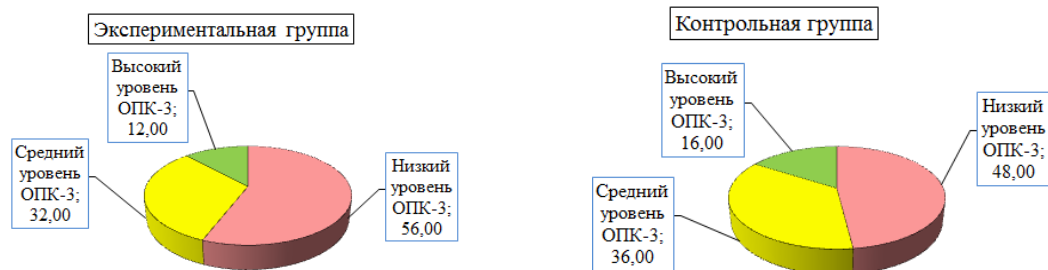 Экспериментальная группа
Высокий
уровень
ОПК-3;
12,00
Средний
уровень
ОПК-3;
32,00
Низкий
уровень
ОПК-3;
56,00
Контрольная группа
Высокий
уровень
ОПК-3;
16,00
Низкий
уровень
ОПК-3;
48,00
Средний
уровень
ОПК-3;
36,00